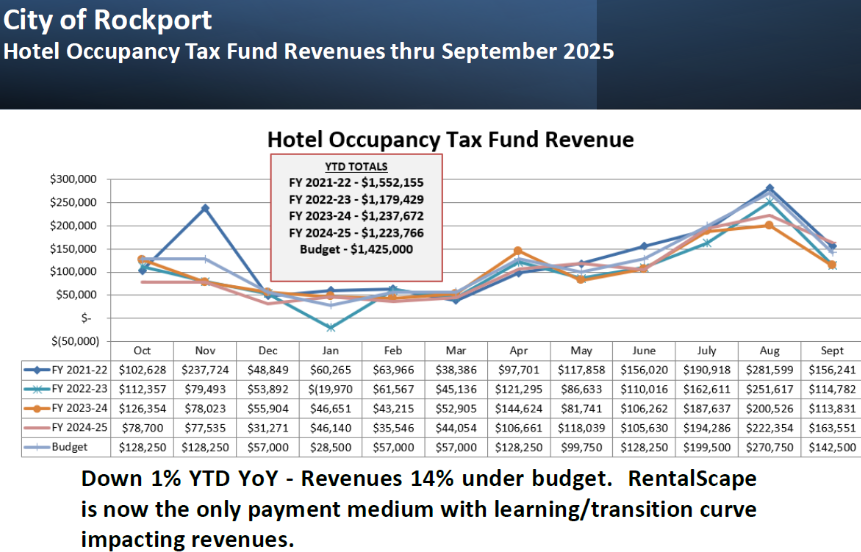 City of Rockport
Hotel Occupancy Tax Fund Revenues thru September 2025
Hotel Occupancy Tax Fund Revenue
YTD TOTALS
FY 2021-22 - $1,552,155
FY 2022-23 - $1,179,429
FY 2023-24 - $1,237,672
FY 2024-25 - $1,223,766
Budget - $1,425,000
$300,000
$250,000
$200,000
$150,000
$100,000
$50,000
$-
$(50,000)
Oct Nov Dec Jan Feb Mar Apr May June July Aug Sept
FY 2021-22 $102,628 $237,724 $48,849 $60,265 $63,966 $38,386 $97,701 $117,858 $156,020 $190,918 $281,599 $156,241
FY 2022-23 $112,357 $79,493 $53,892 $(19,970 $61,567 $45,136 $121,295 $86,633 $110,016 $162,611 $251,617 $114,782
FY 2023-24 $126,354 $78,023 $55,904 $46,651 $43,215 $52,905 $144,624 $81,741 $106,262 $187,637 $200,526 $113,831
FY 2024-25 $78,700 $77,535 $31,271 $46,140 $35,546 $44,054 $106,661 $118,039 $105,630 $194,286 $222,354 $163,551
Budget $128,250 $128,250 $57,000 $28,500 $57,000 $57,000 $128,250 $99,750 $128,250 $199,500 $270,750 $142,500
Down 1% YTD YoY - Revenues 14% under budget. RentalScape
is now the only payment medium with learning/transition curve
impacting revenues.